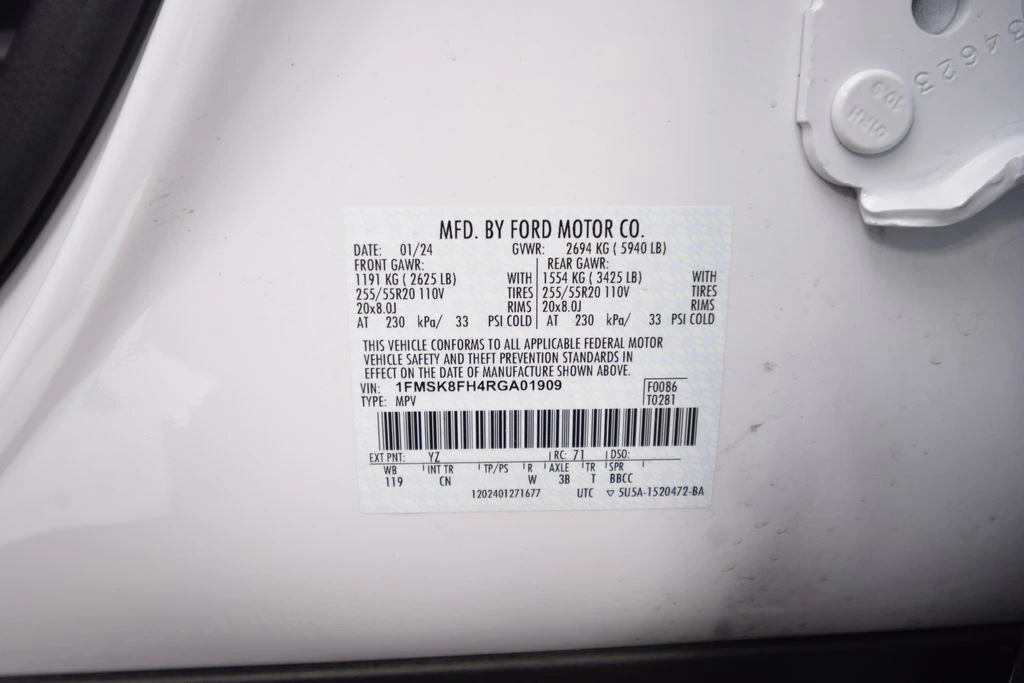 34623
01RH
10.9
MFD. BY FORD MOTOR CO.
DATE: 01/24 GVWR: 2694 KG ( 5940 LB)
FRONT GAWR: REAR GAWR:
1191 KG ( 2625 LB) WITH 1554 KG ( 3425 LB) WITH
255/55R20 110V TIRES 255/55R20 110V TIRES
20x8.0J RIMS 20x8.0J RIMS
AT 230 kPa/ 33 PSI COLD AT 230 kPa/ 33 PSI COLD
THIS VEHICLE CONFORMS TO ALL APPLICABLE FEDERAL MOTOR
VEHICLE SAFETY AND THEFT PREVENTION STANDARDS IN
EFFECT ON THE DATE OF MANUFACTURE SHOWN ABOVE.
VIN: 1FMSK8FH4RGA01909 F0086
TYPE: MPV T0281
EXT PNT: YZ RC: 71 DSO:
WB INT TR TP/PS R AXLE TR SPR
119 CN W 3B T BBCC
1202401271677 UTC ▽ 5U5A-1520472-BA